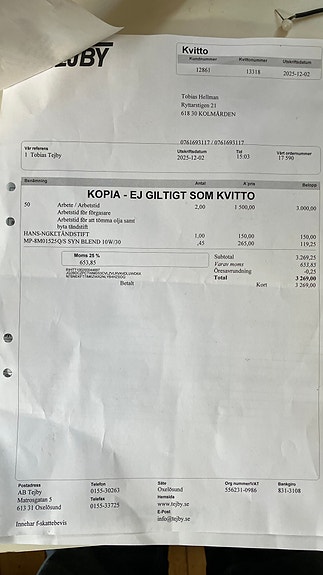 Kvitto
Kundnummer Kvittonummer Utskriftsdatum
12861 13318 2025-12-02
Tobias Hellman
Ryttarstigen 21
618 30 KOLMÅRDEN
0761693117 / 0761693117
Vår referens Utskriftsdatum Tid Vårt ordernummer
1 Tobias Tejby 2025-12-02 15:03 17 590
Benämning Antal A'pris Belopp
KOPIA - EJ GILTIGT SOM KVITTO
50 Arbete / Arbetstid 2,00 1 500,00 3.000,00
Arbetstid för förgasare
Arbetstid för att tömma olja samt
byta tändstift
HANS-NGKLTÄNDSTIFT 1,00 150,00 150,00
MP-8M01525Q/S SYN BLEND 10W/30 ,45 265,00 119,25
Moms 25 %
653,85
Subtotal 3.269,25
Varav moms 653,85
Öresavrundning -0,25
Total 3 269,00
Betalt Kort 3 269,00
Postadress Telefon Säte Org nummer/VAT Bankgiro
AB Tejby 0155-30263 Oxelösund 556231-0986 831-3108
Matrosgatan 5 Telefax Hemsida
613 31 Oxelösund 0155-33725 www.tejby.se
E-Post
Innehar f-skattebevis info@tejby.se